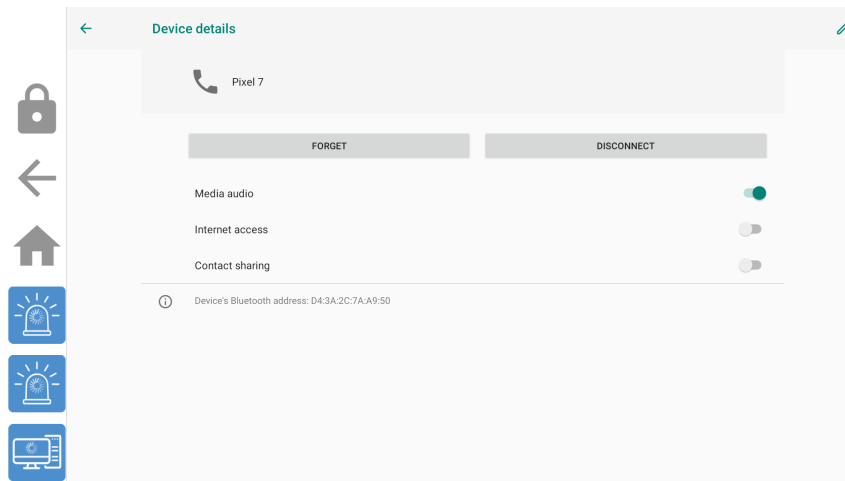 Device details
Pixel 7
FORGET
DISCONNECT
Media audio
Internet access
Contact sharing
Device's Bluetooth address: D4:3A:2C:7A:A9:50